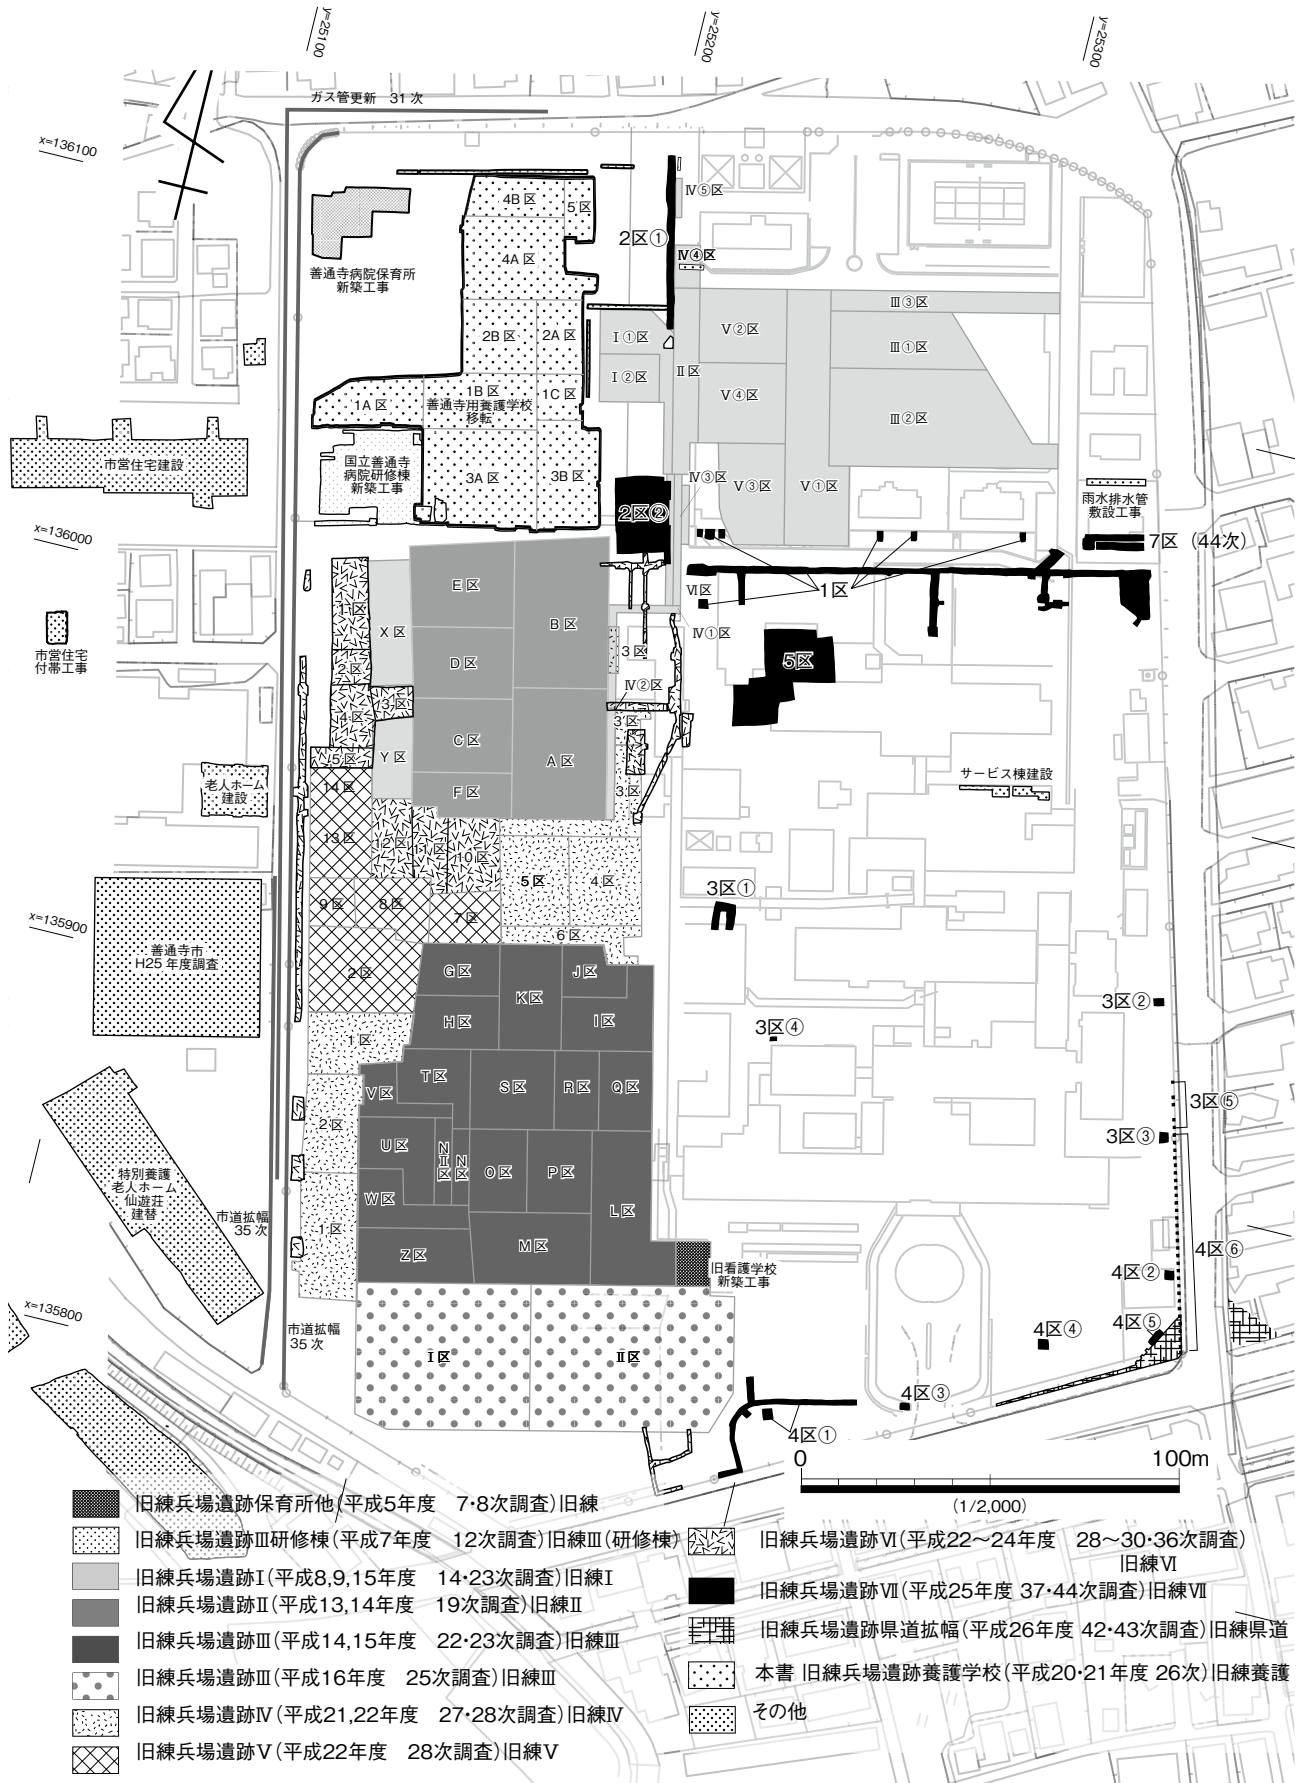 y=25100
y=25200
y=25300
ガス管更新　31次
x=136100
4B区
5区
Ⅳ⑤区
2区①
4A区
Ⅳ④区
善通寺病院保育所
新築工事
Ⅲ③区
2B区
2A区
Ⅰ①区
Ⅴ②区
Ⅲ①区
Ⅰ②区
Ⅱ区
1A区
1B区
善通寺用養護学校
移転
1C区
Ⅴ④区
Ⅲ②区
市営住宅建設
国立善通寺
病院研修棟
新築工事
3A区
3B区
Ⅳ③区
Ⅴ③区
Ⅴ①区
雨水排水管
敷設工事
2区②
x=136000
7区（44次）
E区
1区
Ⅵ区
1区
X区
B区
Ⅳ①区
市営住宅
付帯工事
2区
D区
3区
5区
Ⅳ②区
3区
4区
3区
C区
Y区
A区
5区
サービス棟建設
14区
F区
3区
老人ホーム
建設
13区
12区
11区
10区
5区
4区
3区①
x=135900
9区
8区
7区
6区
善通寺市
H25年度調査
2区
G区
J区
K区
3区②
H区
I区
3区④
1区
T区
V区
S区
R区
Q区
3区⑤
2区
U区
NⅡ区
N区
O区
P区
3区③
特別養護
老人ホーム
仙遊荘
建替
W区
L区
市道拡幅
35次
1区
Z区
M区
4区⑥
旧看護学校
新築工事
4区②
x=135800
市道拡幅
35次
Ⅰ区
Ⅱ区
4区④
4区⑤
4区③
4区①
0
100m
(1/2,000)
旧練兵場遺跡保育所他(平成5年度　7・8次調査)旧練
旧練兵場遺跡Ⅲ研修棟(平成7年度　12次調査)旧練Ⅲ(研修棟)
旧練兵場遺跡Ⅰ(平成8,9,15年度　14・23次調査)旧練Ⅰ
旧練兵場遺跡Ⅱ(平成13,14年度　19次調査)旧練Ⅱ
旧練兵場遺跡Ⅲ(平成14,15年度　22・23次調査)旧練Ⅲ
旧練兵場遺跡Ⅲ(平成16年度　25次調査)旧練Ⅲ
旧練兵場遺跡Ⅳ(平成21,22年度　27・28次調査)旧練Ⅳ
旧練兵場遺跡Ⅴ(平成22年度　28次調査)旧練Ⅴ
旧練兵場遺跡Ⅵ(平成22～24年度　28～30・36次調査)
旧練Ⅵ
旧練兵場遺跡Ⅶ(平成25年度 37・44次調査)旧練Ⅶ
旧練兵場遺跡県道拡幅(平成26年度 42・43次調査)旧練県道
本書 旧練兵場遺跡養護学校(平成20・21年度 26次)旧練養護
その他